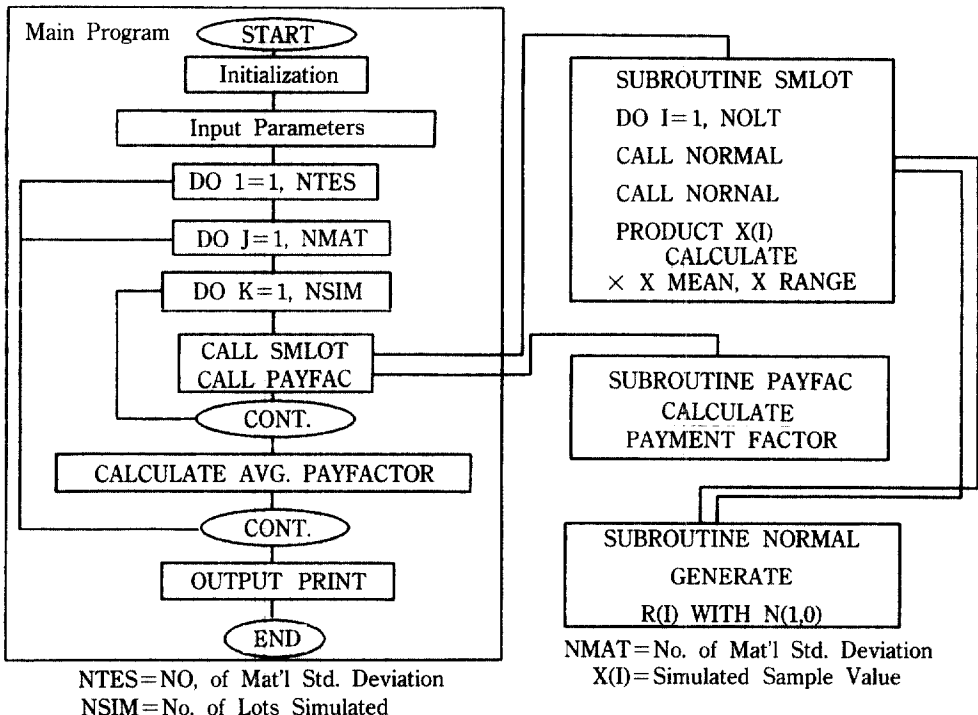 Main Program
START
Initialization
Input Parameters
DO 1=1, NTES
DO J=1, NMAT
DO K=1, NSIM
CALL SMLOT
CALL PAYFAC
CONT.
CALCULATE AVG. PAYFACTOR
CONT.
OUTPUT PRINT
END
NTES=NO, of Mat'l Std. Deviation
NSIM=No. of Lots Simulated
SUBROUTINE SMLOT
DO I=1, NOLT
CALL NORMAL
CALL NORNAL
PRODUCT X(I)
CALCULATE
× X MEAN, X RANGE
SUBROUTINE PAYFAC
CALCULATE
PAYMENT FACTOR
SUBROUTINE NORMAL
GENERATE
R(I) WITH N(1,0)
NMAT=No. of Mat'l Std. Deviation
X(I)=Simulated Sample Value